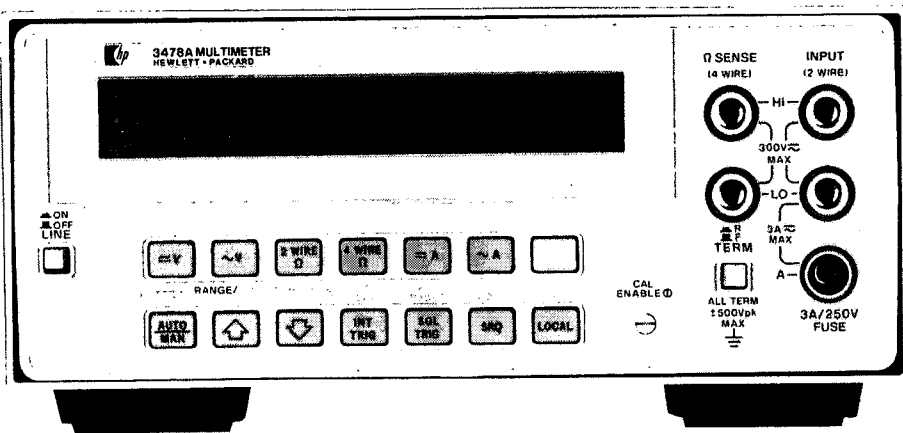 hp 3478A MULTIMETER
HEWLETT • PACKARD
Ω SENSE
(4 WIRE)
INPUT
(2 WIRE)
HI
300V≂
MAX
LO
ON
OFF
LINE
R
F
TERM
3A≂
MAX
A
⎓V
~V
2 WIRE
Ω
4 WIRE
Ω
⎓A
~A
RANGE/
CAL
ENABLE
AUTO
MAN
INT
TRIG
SGL
TRIG
SRQ
LOCAL
ALL TERM
±500Vpk
MAX
3A/250V
FUSE